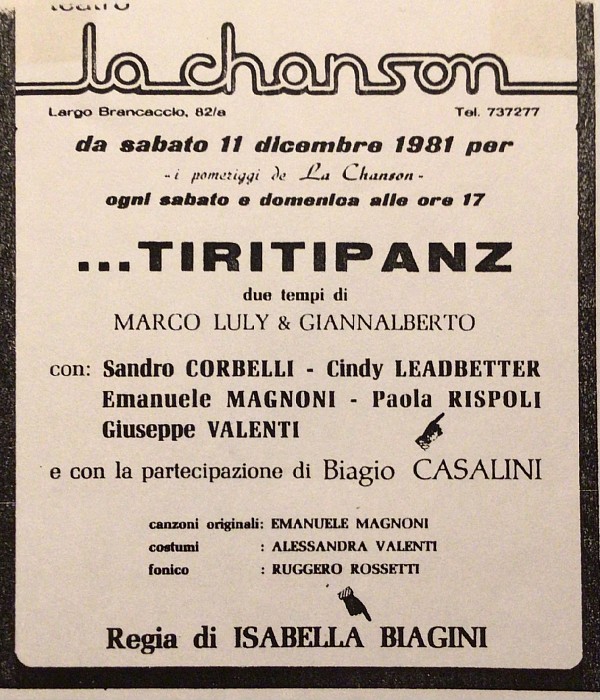 teatro
la chanson
Largo Brancaccio, 82/a Tel. 737277
da sabato 11 dicembre 1981 per
- i pomeriggi de La Chanson -
ogni sabato e domenica alle ore 17
...TIRITIPANZ
due tempi di
MARCO LULY & GIANNALBERTO
con: Sandro CORBELLI - Cindy LEADBETTER
Emanuele MAGNONI - Paola RISPOLI
Giuseppe VALENTI
e con la partecipazione di Biagio CASALINI
canzoni originali: EMANUELE MAGNONI
costumi : ALESSANDRA VALENTI
fonico : RUGGERO ROSSETTI
Regia di ISABELLA BIAGINI